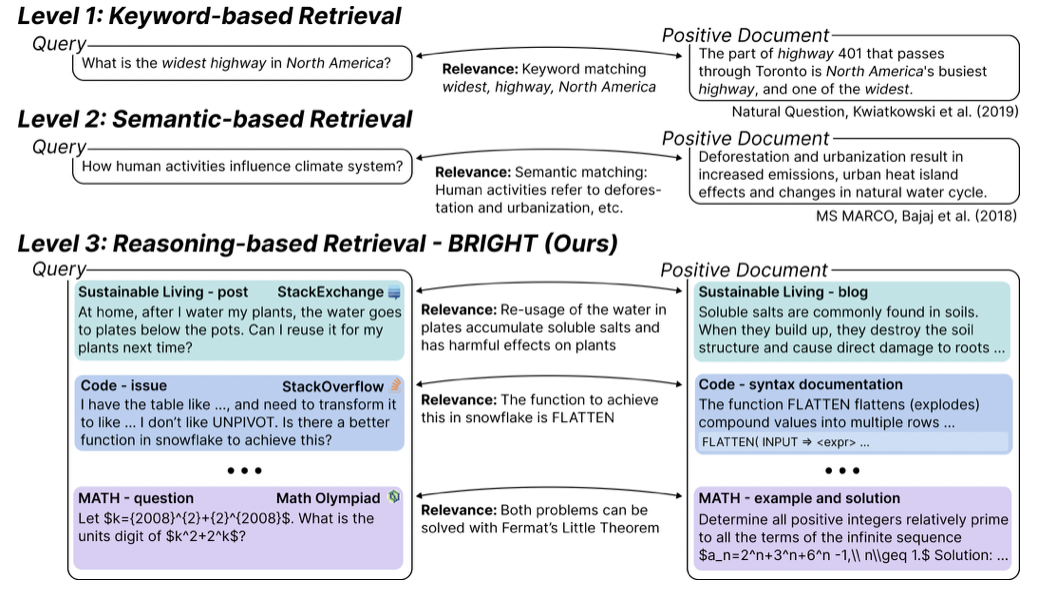 Level 1: Keyword-based Retrieval
Query
What is the widest highway in North America?
Relevance: Keyword matching
widest, highway, North America
Positive Document
The part of highway 401 that passes
through Toronto is North America's busiest
highway, and one of the widest.
Natural Question, Kwiatkowski et al. (2019)
Level 2: Semantic-based Retrieval
Query
How human activities influence climate system?
Relevance: Semantic matching:
Human activities refer to defores-
tation and urbanization, etc.
Positive Document
Deforestation and urbanization result in
increased emissions, urban heat island
effects and changes in natural water cycle.
MS MARCO, Bajaj et al. (2018)
Level 3: Reasoning-based Retrieval - BRIGHT (Ours)
Query
Positive Document
Sustainable Living - post StackExchange
At home, after I water my plants, the water goes
to plates below the pots. Can I reuse it for my
plants next time?
Relevance: Re-usage of the water in
plates accumulate soluble salts and
has harmful effects on plants
Sustainable Living - blog
Soluble salts are commonly found in soils.
When they build up, they destroy the soil
structure and cause direct damage to roots ...
Code - issue StackOverflow
I have the table like ..., and need to transform it
to like ... I don't like UNPIVOT. Is there a better
function in snowflake to achieve this?
Relevance: The function to achieve
this in snowflake is FLATTEN
Code - syntax documentation
The function FLATTEN flattens (explodes)
compound values into multiple rows ...
FLATTEN( INPUT ⇒ <expr> ...
•••
•••
MATH - question Math Olympiad
Let $k={2008}^{2}+{2}^{2008}$. What is the
units digit of $k^2+2^k$?
Relevance: Both problems can be
solved with Fermat's Little Theorem
MATH - example and solution
Determine all positive integers relatively prime
to all the terms of the infinite sequence
$a_n=2^n+3^n+6^n -1,\\ n\\geq 1.$ Solution: ...